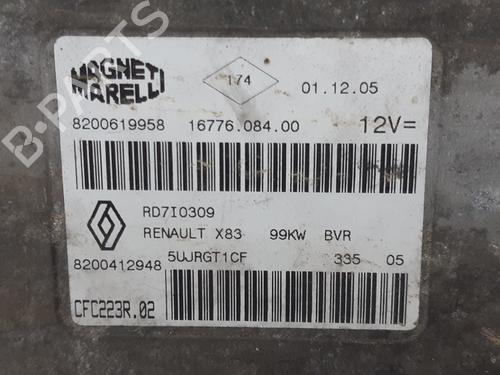 MAGNETI MARELLI
174
01.12.05
8200619958 16776.084.00 12V=
RD7I0309
RENAULT X83 99KW BVR
8200412948 5UJRGT1CF 335 05
CFC223R.02
B-PARTS